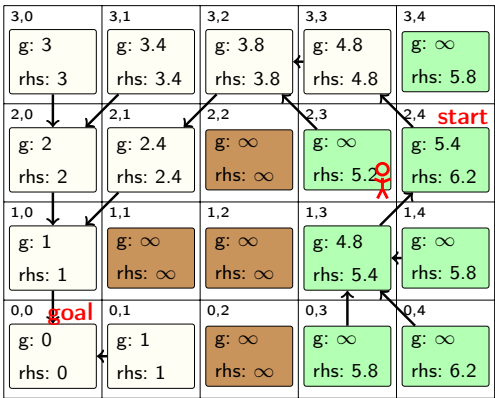 3,0 3,1 3,2 3,3 3,4
g: 3 g: 3.4 g: 3.8 g: 4.8 g: ∞
rhs: 3 rhs: 3.4 rhs: 3.8 rhs: 4.8 rhs: 5.8
2,0 2,1 2,2 2,3 2,4 start
g: 2 g: 2.4 g: ∞ g: ∞ g: 5.4
rhs: 2 rhs: 2.4 rhs: ∞ rhs: 5.2 rhs: 6.2
1,0 1,1 1,2 1,3 1,4
g: 1 g: ∞ g: ∞ g: 4.8 g: ∞
rhs: 1 rhs: ∞ rhs: ∞ rhs: 5.4 rhs: 5.8
0,0 goal 0,1 0,2 0,3 0,4
g: 0 g: 1 g: ∞ g: ∞ g: ∞
rhs: 0 rhs: 1 rhs: ∞ rhs: 5.8 rhs: 6.2